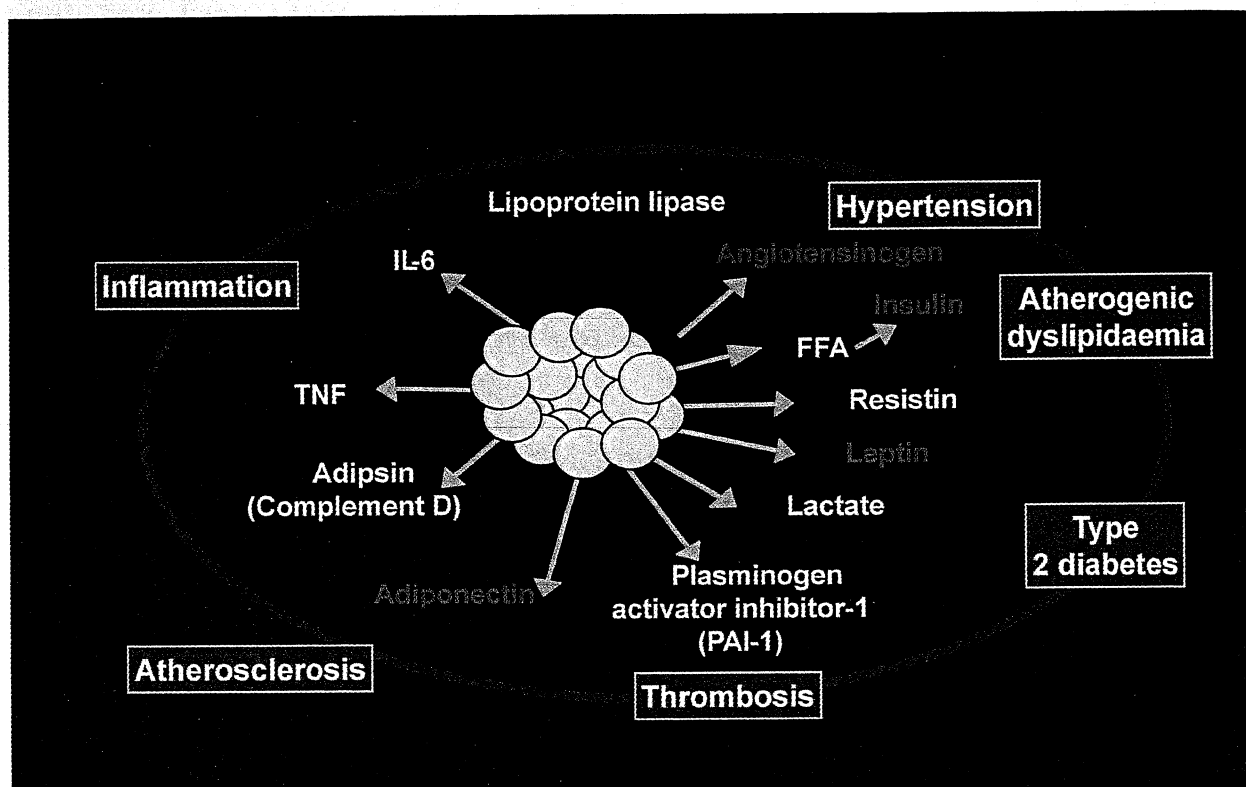 Lipoprotein lipase
Hypertension
IL-6
Angiotensinogen
Inflammation
Insulin
Atherogenic
dyslipidaemia
FFA
TNF
Resistin
Leptin
Adipsin
(Complement D)
Lactate
Type
2 diabetes
Adiponectin
Plasminogen
activator inhibitor-1
(PAI-1)
Atherosclerosis
Thrombosis